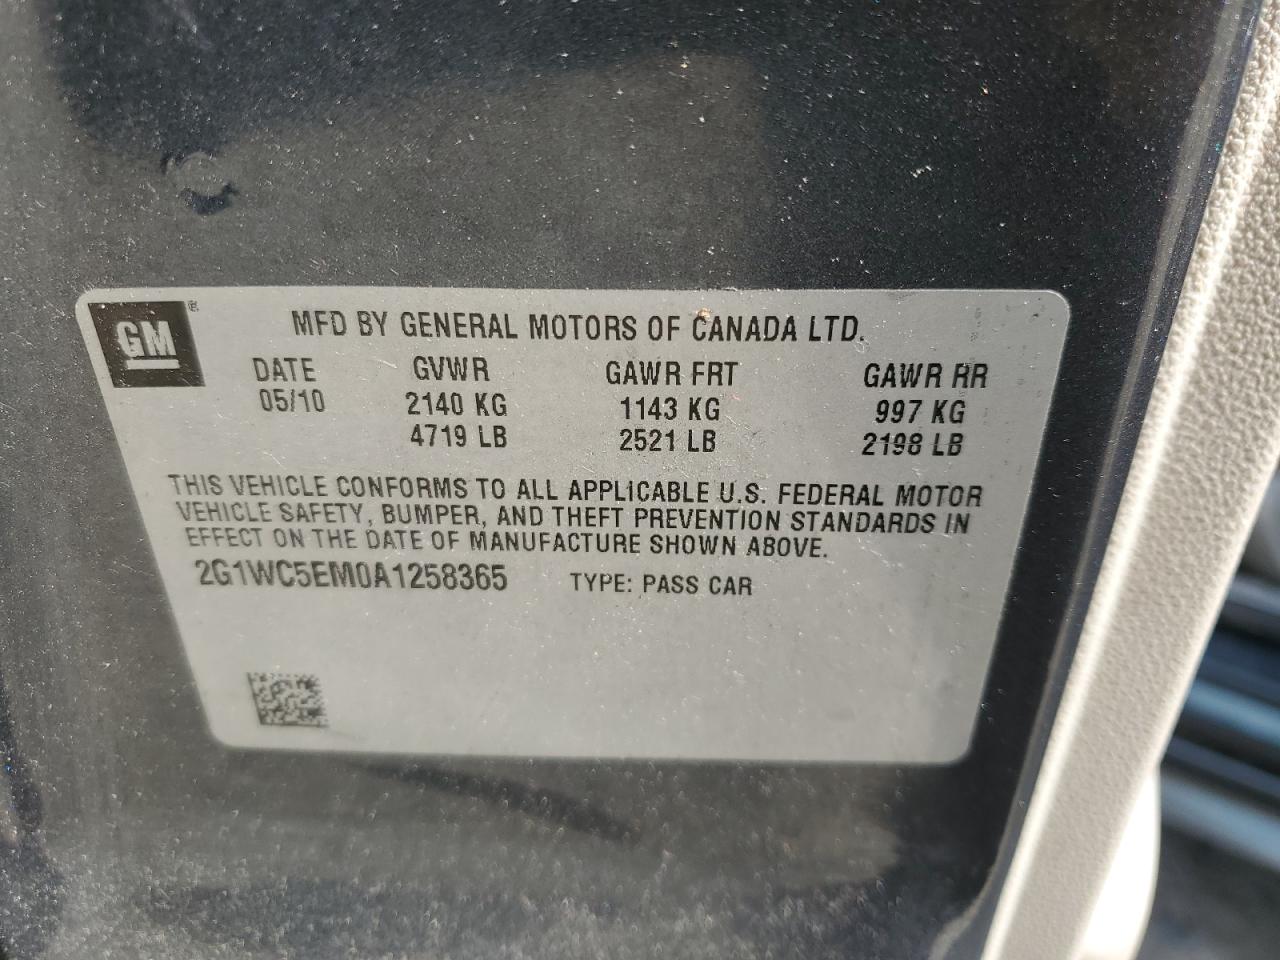 GM ®
MFD BY GENERAL MOTORS OF CANADA LTD.
DATE GVWR GAWR FRT GAWR RR
05/10 2140 KG 1143 KG 997 KG
4719 LB 2521 LB 2198 LB
THIS VEHICLE CONFORMS TO ALL APPLICABLE U.S. FEDERAL MOTOR
VEHICLE SAFETY, BUMPER, AND THEFT PREVENTION STANDARDS IN
EFFECT ON THE DATE OF MANUFACTURE SHOWN ABOVE.
2G1WC5EM0A1258365 TYPE: PASS CAR